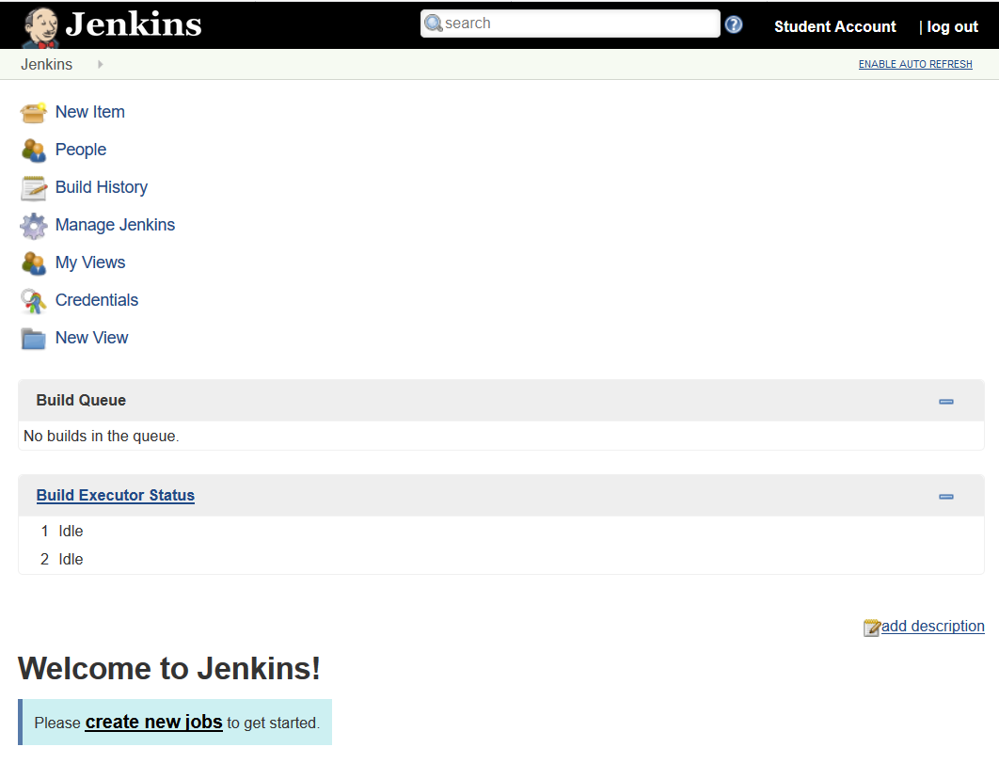 Jenkins
search
?
Student Account
| log out
Jenkins
ENABLE AUTO REFRESH
New Item
People
Build History
Manage Jenkins
My Views
Credentials
New View
Build Queue
No builds in the queue.
Build Executor Status
1 Idle
2 Idle
add description
Welcome to Jenkins!
Please create new jobs to get started.